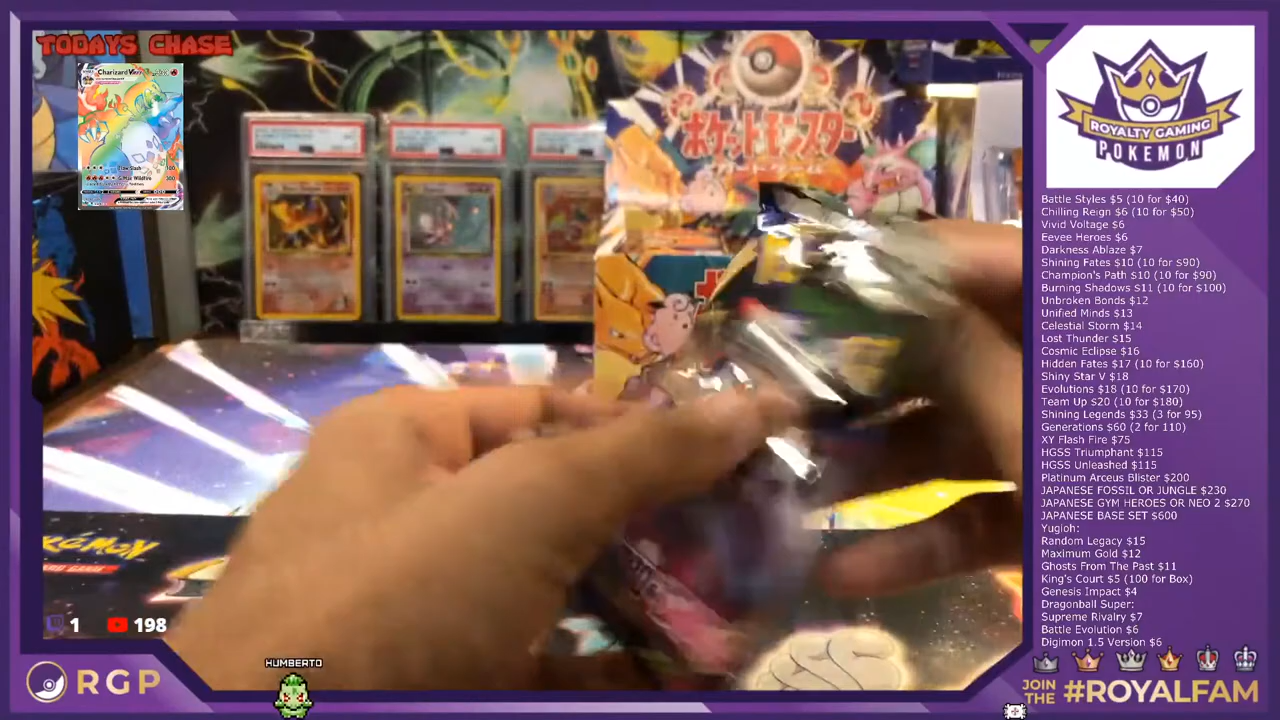 TODAYS CHASE
Charizard
ROYALTY GAMING
POKEMON
ポケットモンスター
Battle Styles $5 (10 for $40)
Chilling Reign $6 (10 for $50)
Vivid Voltage $6
Eevee Heroes $6
Darkness Ablaze $7
Shining Fates $10 (10 for $90)
Champion's Path $10 (10 for $90)
Burning Shadows $11 (10 for $100)
Unbroken Bonds $12
Unified Minds $13
Celestial Storm $14
Lost Thunder $15
Cosmic Eclipse $16
Hidden Fates $17 (10 for $160)
Shiny Star V $18
Evolutions $18 (10 for $170)
Team Up $20 (10 for $180)
Shining Legends $33 (3 for 95)
Generations $60 (2 for 110)
XY Flash Fire $75
HGSS Triumphant $115
HGSS Unleashed $115
Platinum Arceus Blister $200
JAPANESE FOSSIL OR JUNGLE $230
JAPANESE GYM HEROES OR NEO 2 $270
JAPANESE BASE SET $600
Yugioh:
Random Legacy $15
Maximum Gold $12
Ghosts From The Past $11
King's Court $5 (100 for Box)
Genesis Impact $4
Dragonball Super:
Supreme Rivalry $7
Battle Evolution $6
Digimon 1.5 Version $6
POKÉMON
1 198
HUMBERTO
RGP
JOIN
THE #ROYALFAM